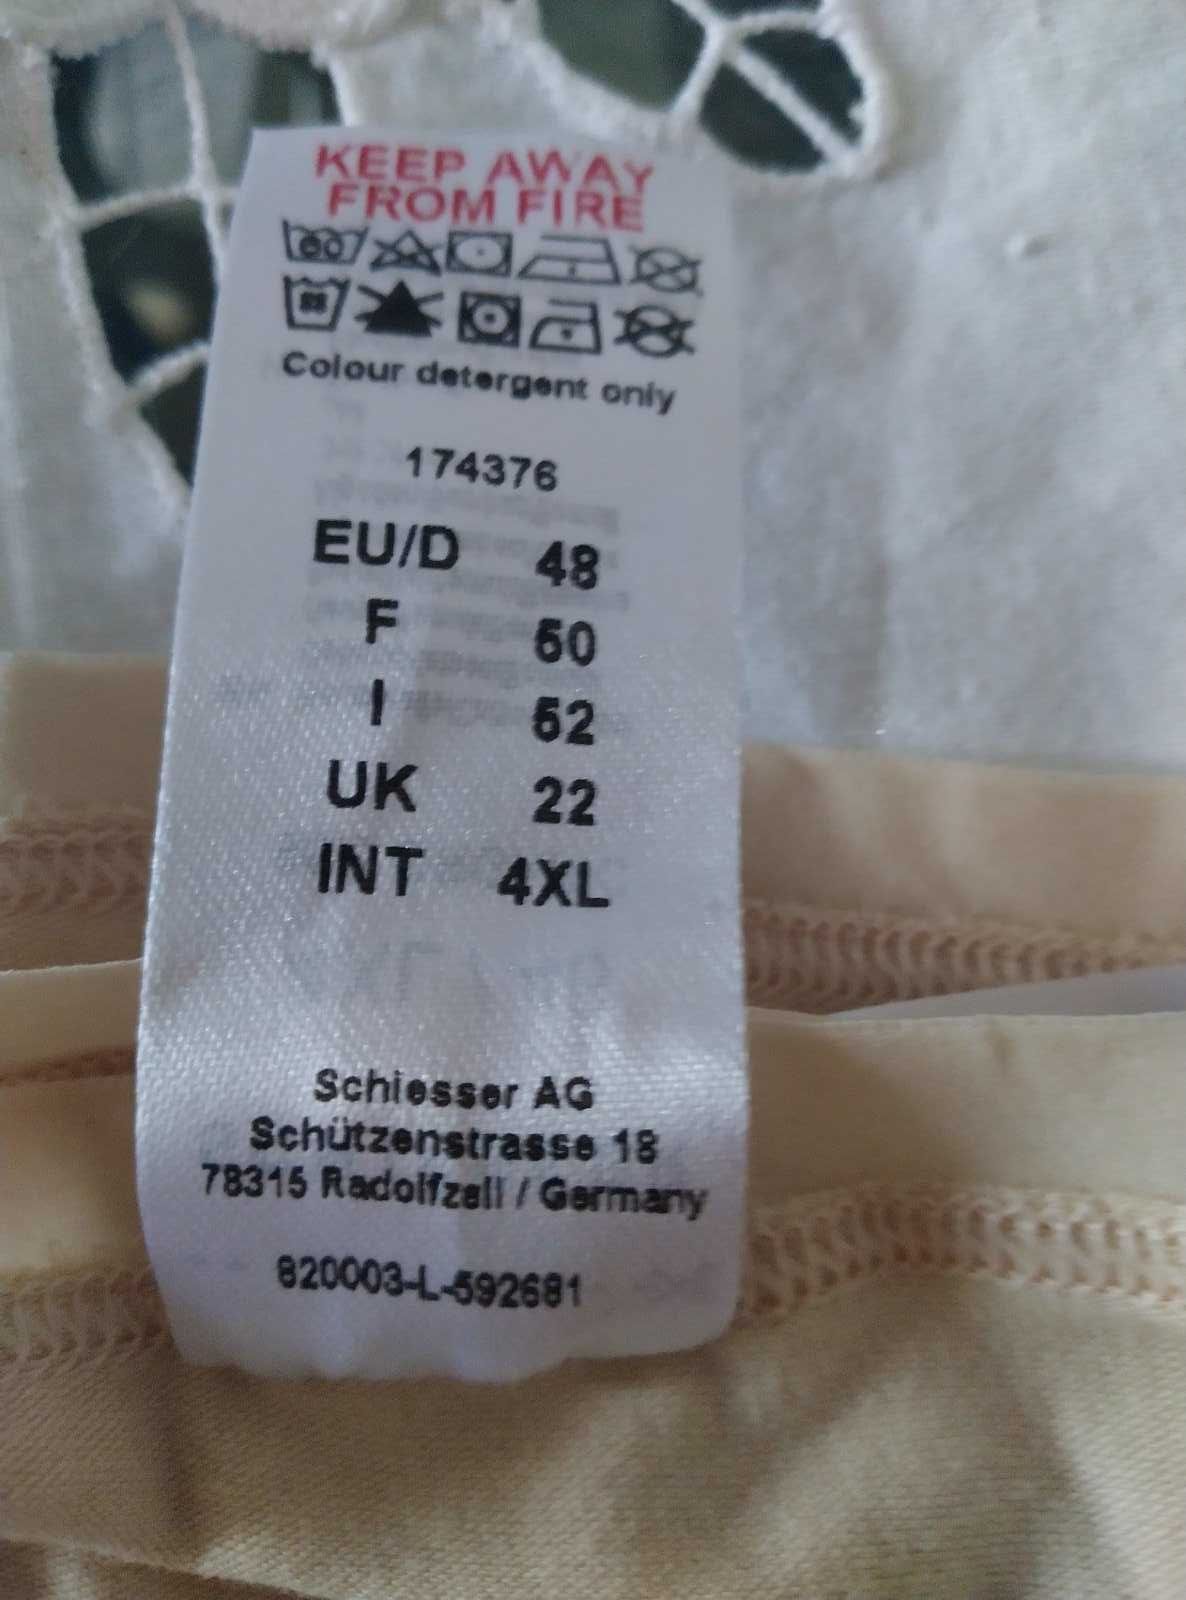 KEEP AWAY
FROM FIRE
Colour detergent only
174376
EU/D 48
F 50
I 52
UK 22
INT 4XL
Schiesser AG
Schützenstrasse 18
78315 Radolfzell / Germany
820003-L-592681